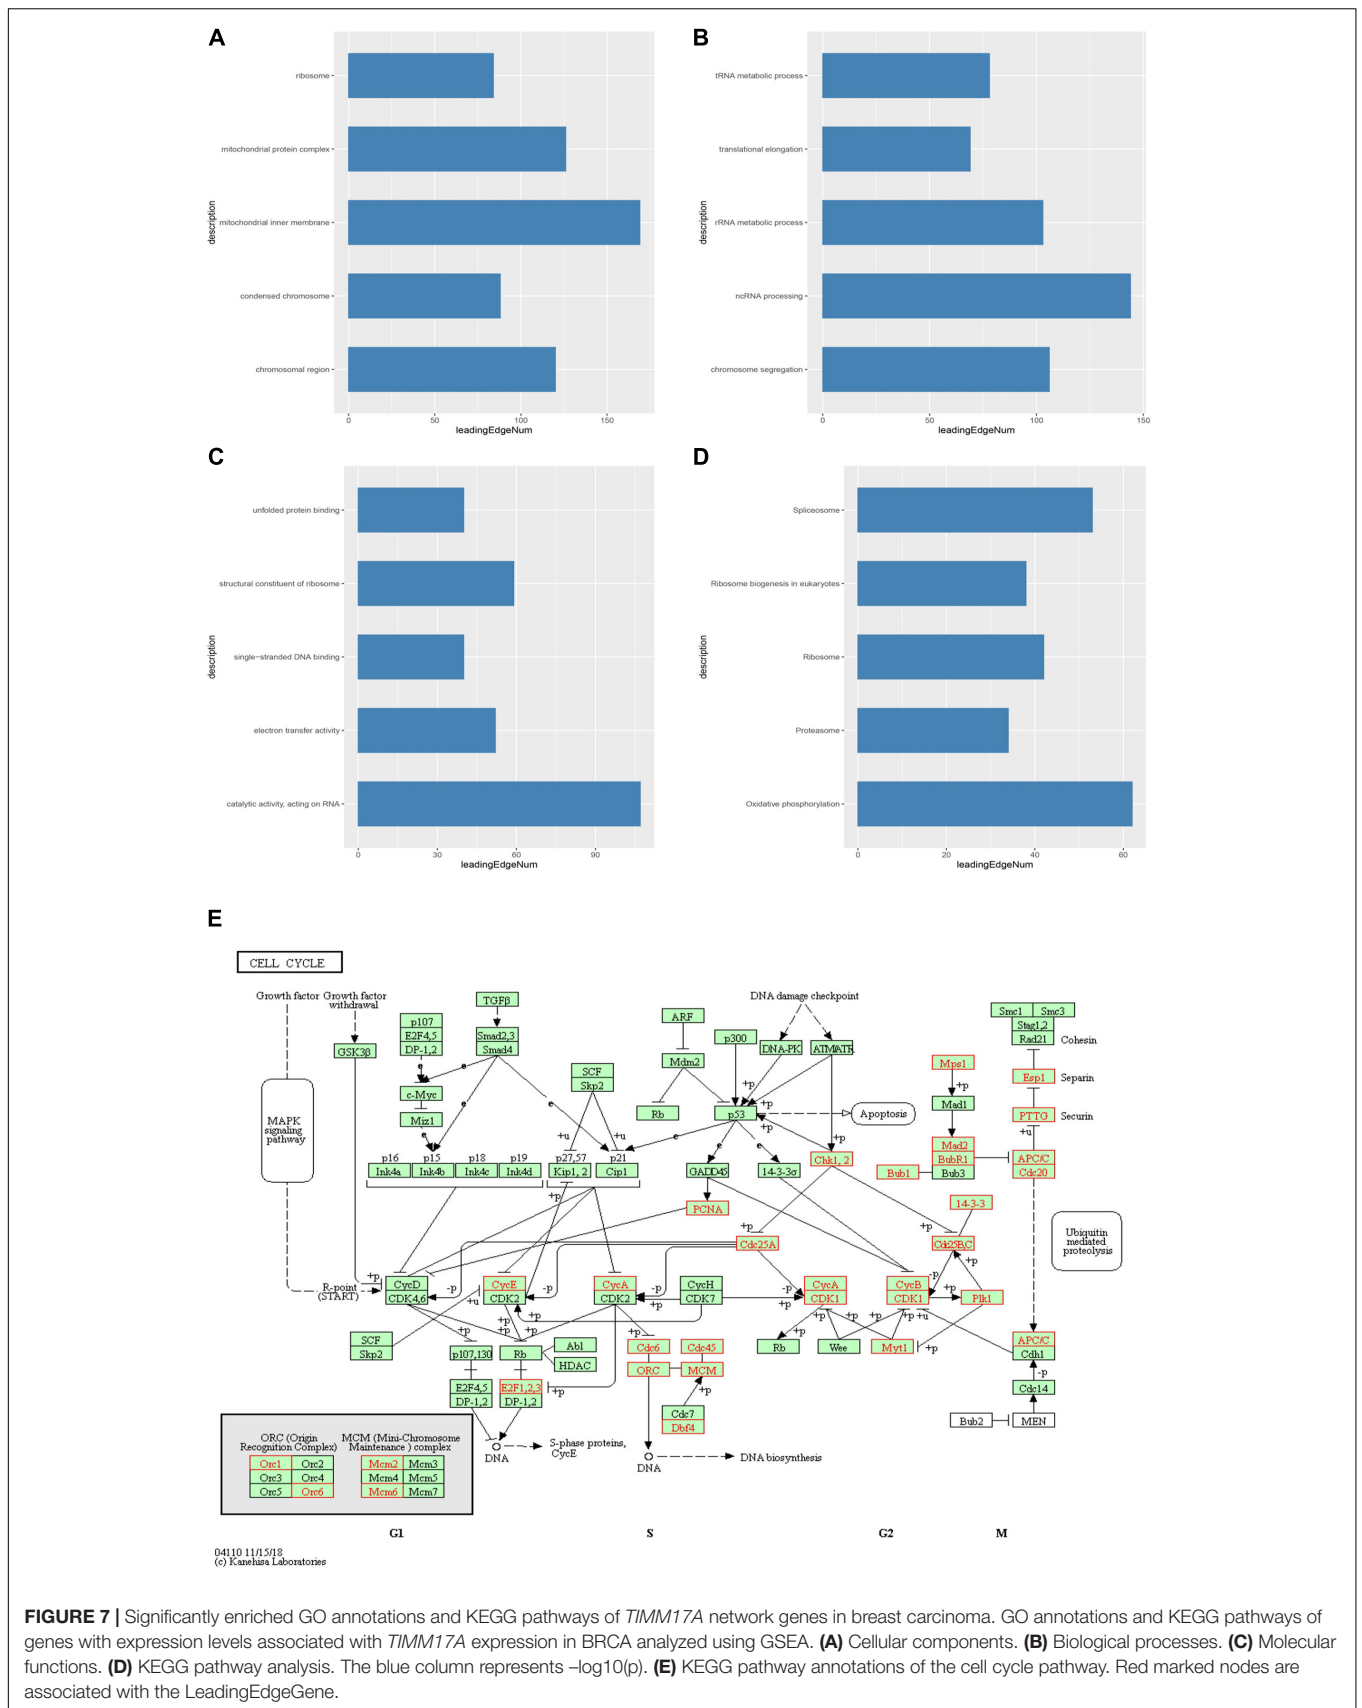 A
ribosome
mitochondrial protein complex
mitochondrial inner membrane
condensed chromosome
chromosomal region
description
0 50 100 150
leadingEdgeNum
B
tRNA metabolic process
translational elongation
rRNA metabolic process
ncRNA processing
chromosome segregation
description
0 50 100 150
leadingEdgeNum
C
unfolded protein binding
structural constituent of ribosome
single−stranded DNA binding
electron transfer activity
catalytic activity, acting on RNA
description
0 30 60 90
leadingEdgeNum
D
Spliceosome
Ribosome biogenesis in eukaryotes
Ribosome
Proteasome
Oxidative phosphorylation
description
0 20 40 60
leadingEdgeNum
E
CELL CYCLE
Growth factor
Growth factor
withdrawal
GSK3β
MAPK
signaling
pathway
R-point
(START)
p107
E2F4,5
DP-1,2
TGFβ
Smad2,3
Smad4
c-Myc
Miz1
e
e
e
e
e
e
e
SCF
Skp2
+u
+u
ARF
Mdm2
Rb
p300
DNA damage checkpoint
DNA-PK
ATM/ATR
p53
+p
+p
+p
+p
Apoptosis
p16
Ink4a
p15
Ink4b
p18
Ink4c
p19
Ink4d
p27,57
Kip1, 2
p21
Cip1
+p
GADD45
14-3-3σ
Chk1, 2
PCNA
Cdc25A
+p
+p
Mps1
+p
Mad1
Mad2
BubR1
Bub3
Bub1
Smc1 Smc3
Stag1,2
Rad21
Cohesin
Esp1
Separin
PTTG
Securin
+u
APC/C
Cdc20
14-3-3
Cdc25B,C
Ubiquitin
mediated
proteolysis
+p
CycD
CDK4,6
-p
CycE
CDK2
-p
+u
CycA
CDK2
-p
+p
CycH
CDK7
-p
+p
CycA
CDK1
CycB
CDK1
-p
+p
+p
Plk1
SCF
Skp2
+p
p107,130
+p
+p
+p
Rb
Abl
HDAC
+p
Cdc6
Cdc45
ORC
MCM
+p
Cdc7
Dbf4
+p
Rb
+p
Wee
+p
+p
+u
Myt1
+p
APC/C
Cdh1
-p
Cdc14
Bub2
MEN
E2F4,5
DP-1,2
E2F1,2,3
DP-1,2
+p
DNA
S-phase proteins,
CycE
DNA
DNA biosynthesis
ORC (Origin
Recognition Complex)
Orc1 Orc2
Orc3 Orc4
Orc5 Orc6
MCM (Mini-Chromosome
Maintenance ) complex
Mcm2 Mcm3
Mcm4 Mcm5
Mcm6 Mcm7
G1 S G2 M
04110 11/15/18
(c) Kanehisa Laboratories
FIGURE 7 | Significantly enriched GO annotations and KEGG pathways of TIMM17A network genes in breast carcinoma. GO annotations and KEGG pathways of
genes with expression levels associated with TIMM17A expression in BRCA analyzed using GSEA. (A) Cellular components. (B) Biological processes. (C) Molecular
functions. (D) KEGG pathway analysis. The blue column represents –log10(p). (E) KEGG pathway annotations of the cell cycle pathway. Red marked nodes are
associated with the LeadingEdgeGene.